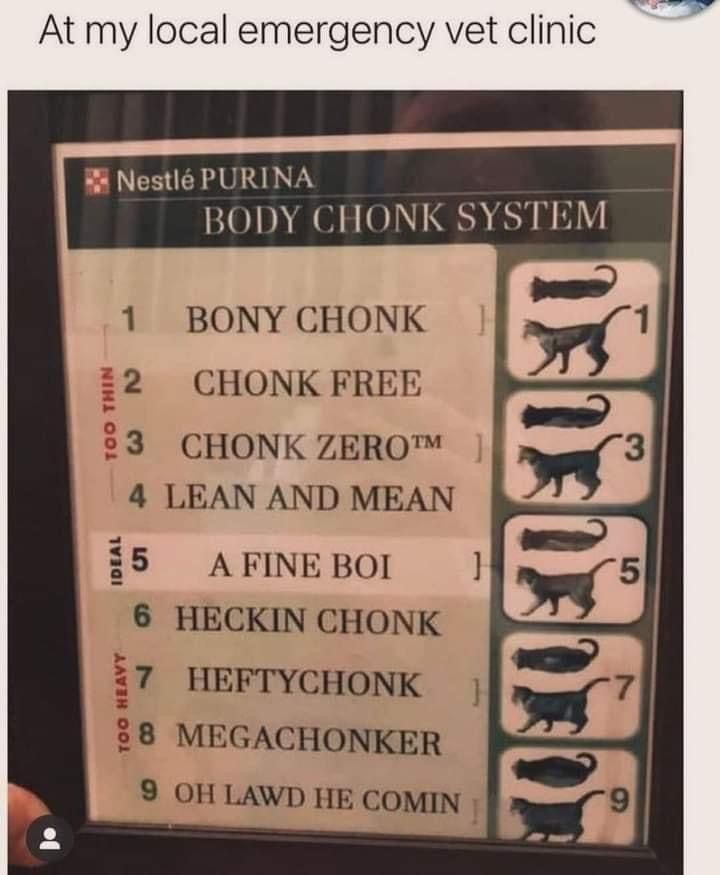 At my local emergency vet clinic
Nestlé PURINA
BODY CHONK SYSTEM
TOO THIN
1 BONY CHONK
2 CHONK FREE
3 CHONK ZERO™
4 LEAN AND MEAN
IDEAL
5 A FINE BOI
TOO HEAVY
6 HECKIN CHONK
7 HEFTYCHONK
8 MEGACHONKER
9 OH LAWD HE COMIN
1
3
5
7
9